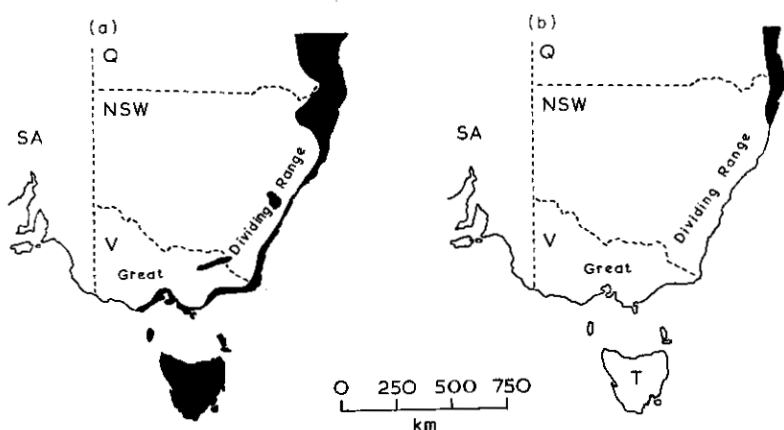 (a)
Q
NSW
SA
V
Great Dividing Range
(b)
Q
NSW
SA
V
Great Dividing Range
T
0 250 500 750
km